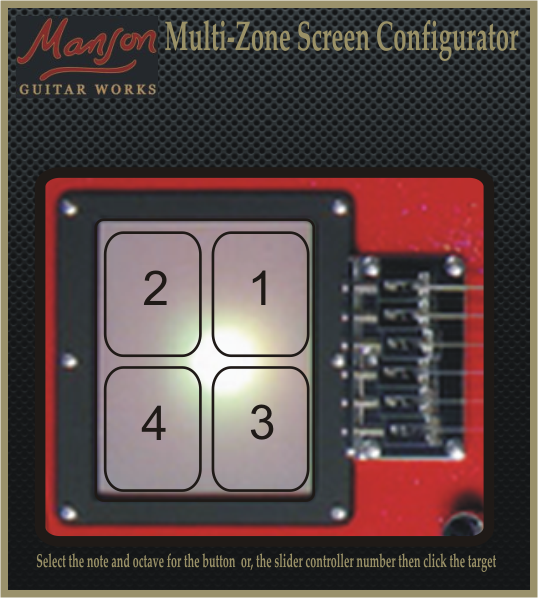 Manson
GUITAR WORKS
Multi-Zone Screen Configurator
2 1
4 3
Select the note and octave for the button or, the slider controller number then click the target